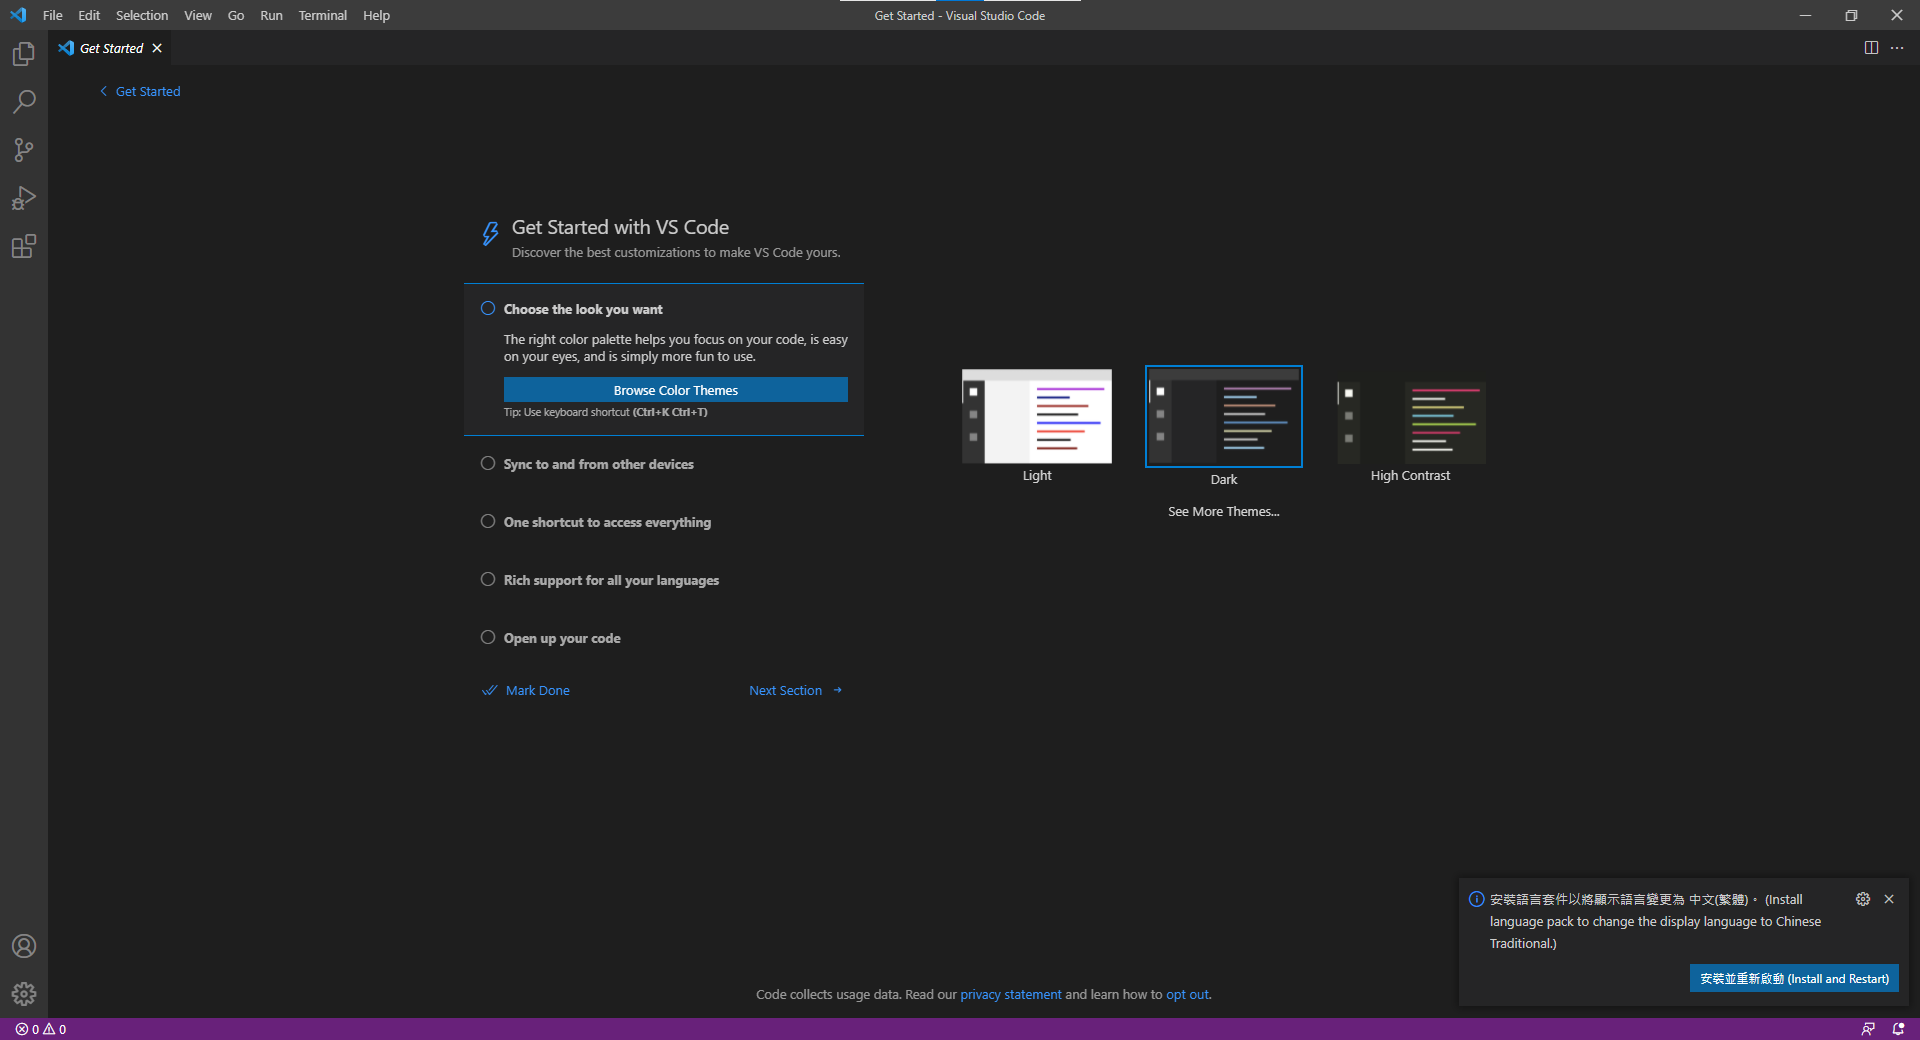 File Edit Selection View Go Run Terminal Help
Get Started - Visual Studio Code
Get Started
Get Started
Get Started with VS Code
Discover the best customizations to make VS Code yours.
Choose the look you want
The right color palette helps you focus on your code, is easy
on your eyes, and is simply more fun to use.
Browse Color Themes
Tip: Use keyboard shortcut (Ctrl+K Ctrl+T)
Sync to and from other devices
One shortcut to access everything
Rich support for all your languages
Open up your code
Mark Done
Next Section
Light
Dark
High Contrast
See More Themes...
安裝語言套件以將顯示語言變更為 中文(繁體)。 (Install
language pack to change the display language to Chinese
Traditional.)
安裝並重新啟動 (Install and Restart)
Code collects usage data. Read our privacy statement and learn how to opt out.
0 0